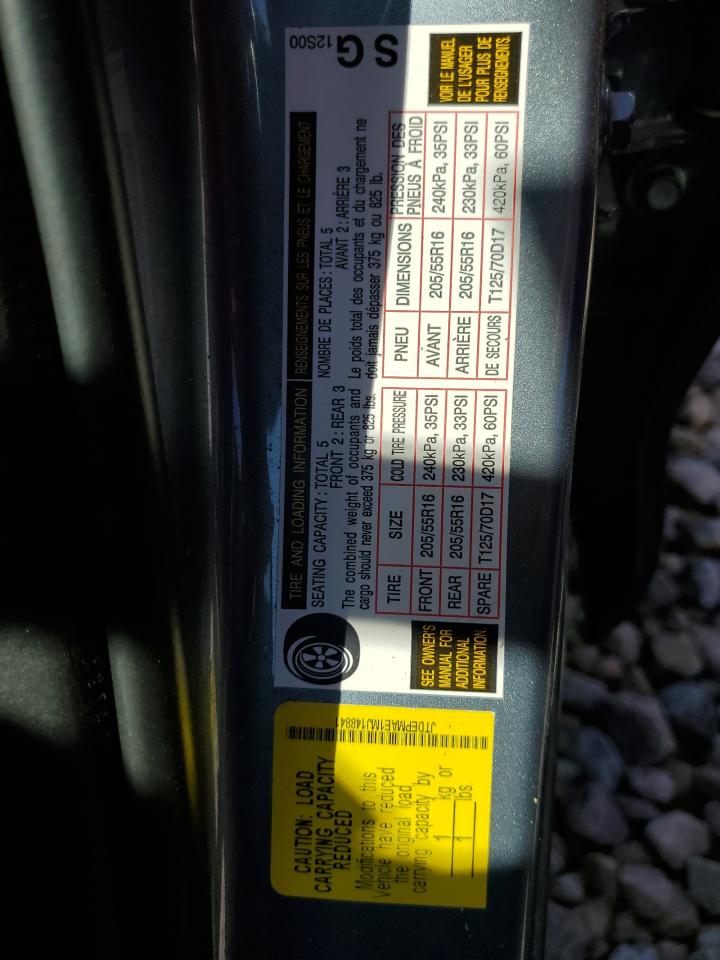 TIRE AND LOADING INFORMATION
RENSEIGNEMENTS SUR LES PNEUS ET LE CHARGEMENT
SEATING CAPACITY: TOTAL 5
FRONT 2: REAR 3
NOMBRE DE PLACES: TOTAL 5
AVANT 2: ARRIÈRE 3
The combined weight of occupants and
cargo should never exceed 375 kg or 825 lbs.
Le poids total des occupants et du chargement ne
doit jamais dépasser 375 kg ou 825 lb.
TIRE SIZE COLD TIRE PRESSURE
FRONT 205/55R16 240kPa, 35PSI
REAR 205/55R16 230kPa, 33PSI
SPARE T125/70D17 420kPa, 60PSI
PNEU DIMENSIONS PRESSION DES
PNEUS À FROID
AVANT 205/55R16 240kPa, 35PSI
ARRIÈRE 205/55R16 230kPa, 33PSI
DE SECOURS T125/70D17 420kPa, 60PSI
SEE OWNER'S
MANUAL FOR
ADDITIONAL
INFORMATION
VOIR LE MANUEL
DE L'USAGER
POUR PLUS DE
RENSEIGNEMENTS.
12S00
SG
CAUTION: LOAD
CARRYING CAPACITY
REDUCED
Modifications to this
Vehicle have reduced
the original load
carrying capacity by
1 kg or
1 lbs
JTDEPMAE1MJ148841